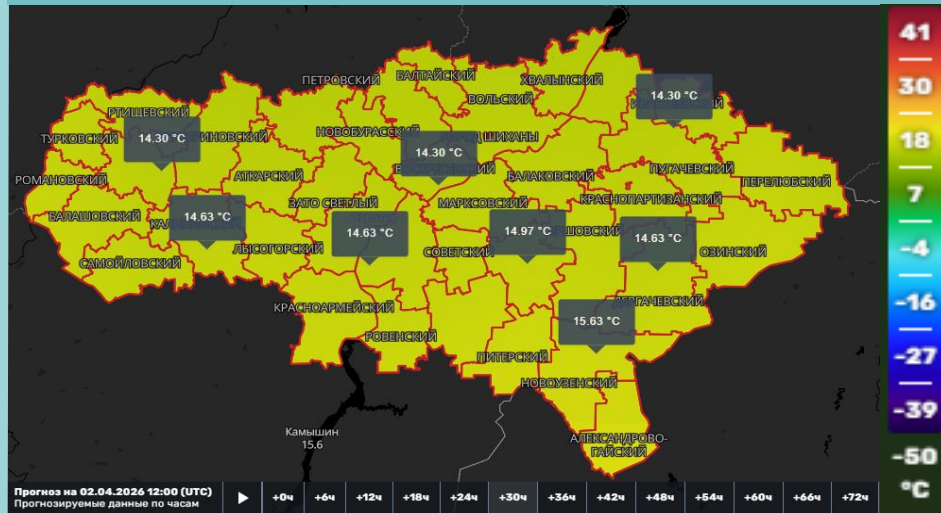 ПЕТРОВСКИЙ
БАЛТАЙСКИЙ
ХВАЛЫНСКИЙ
ВОЛЬСКИЙ
14.30 °C
РТИЩЕВСКИЙ
ТУРКОВСКИЙ
14.30 °C
НОВОБУРАССКИЙ
14.30 °C
ШИХАНЫ
РОМАНОВСКИЙ
АТКАРСКИЙ
БАЛАКОВСКИЙ
ПУГАЧЕВСКИЙ
ПЕРЕЛЮБСКИЙ
БАЛАШОВСКИЙ
14.63 °C
ЗАТО СВЕТЛЫЙ
МАРКСОВСКИЙ
КРАСНОПАРТИЗАНСКИЙ
14.63 °C
14.97 °C
14.63 °C
САМОЙЛОВСКИЙ
ЛЫСОГОРСКИЙ
СОВЕТСКИЙ
ОЗИНСКИЙ
КРАСНОАРМЕЙСКИЙ
15.63 °C
РОВЕНСКИЙ
ПИТЕРСКИЙ
НОВОУЗЕНСКИЙ
АЛЕКСАНДРОВО-
ГАЙСКИЙ
Камышин
15.6
41
30
18
7
-4
-16
-27
-39
-50
°C
Прогноз на 02.04.2026 12:00 (UTC)
Прогнозируемые данные по часам
+0ч +6ч +12ч +18ч +24ч +30ч +36ч +42ч +48ч +54ч +60ч +66ч +72ч